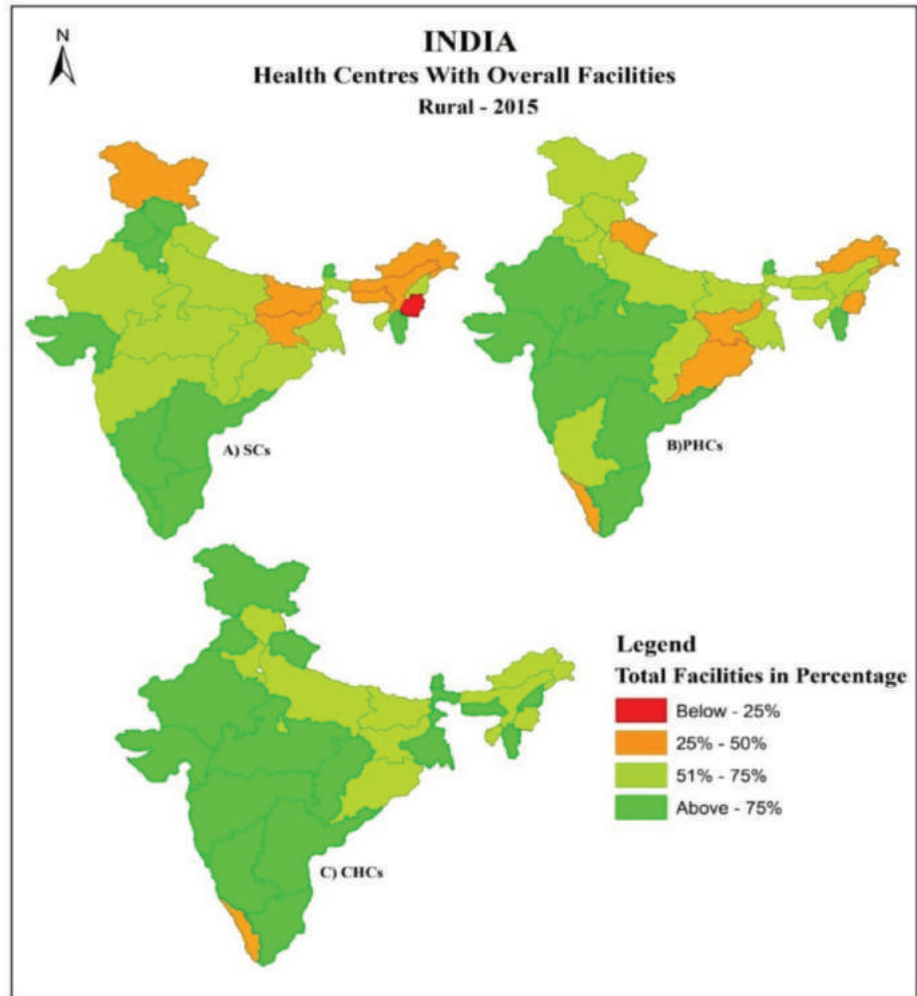 N
INDIA
Health Centres With Overall Facilities
Rural - 2015
A) SCs
B)PHCs
C) CHCs
Legend
Total Facilities in Percentage
Below - 25%
25% - 50%
51% - 75%
Above - 75%